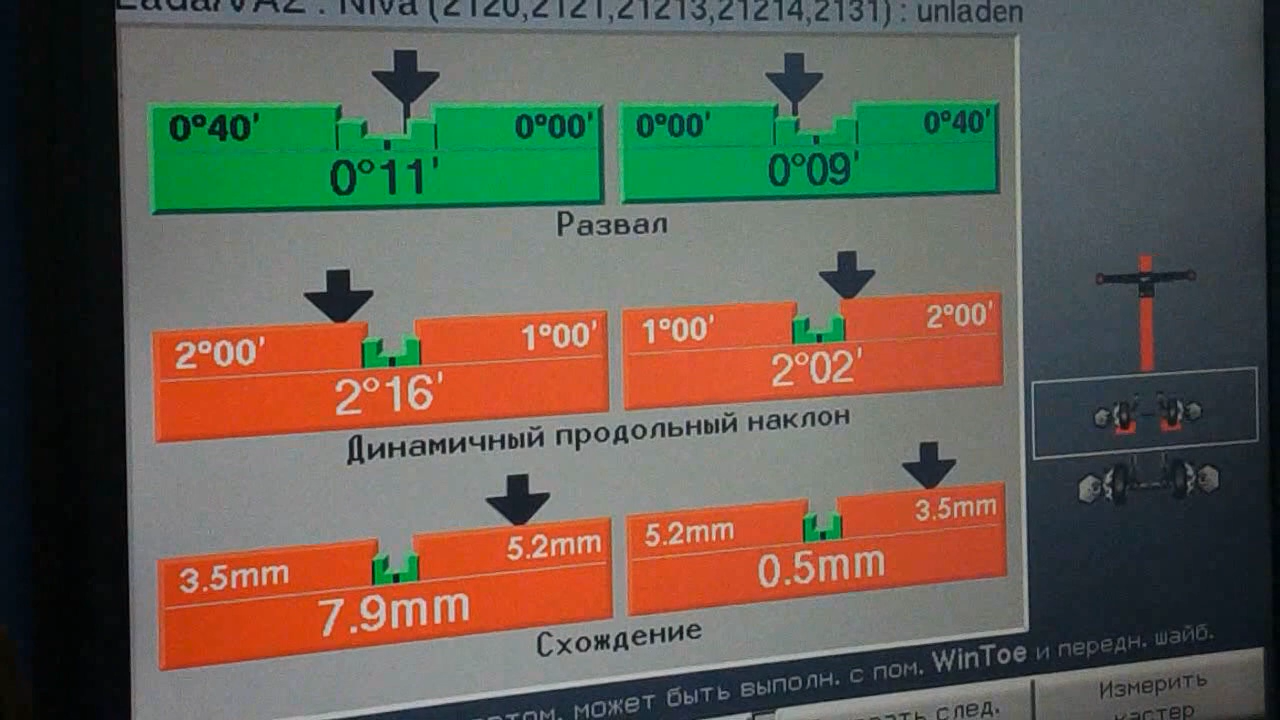 Lada/VAZ : Niva (2120,2121,21213,21214,2131) : unladen
0°40' 0°00' 0°00' 0°40'
0°11' 0°09'
Развал
2°00' 1°00' 1°00' 2°00'
2°16' 2°02'
Динамичный продольный наклон
3.5mm 5.2mm 5.2mm 3.5mm
7.9mm 0.5mm
Схождение
может быть выполн. с пом. WinToe и передн. шайб.
след. Измерить
кастер